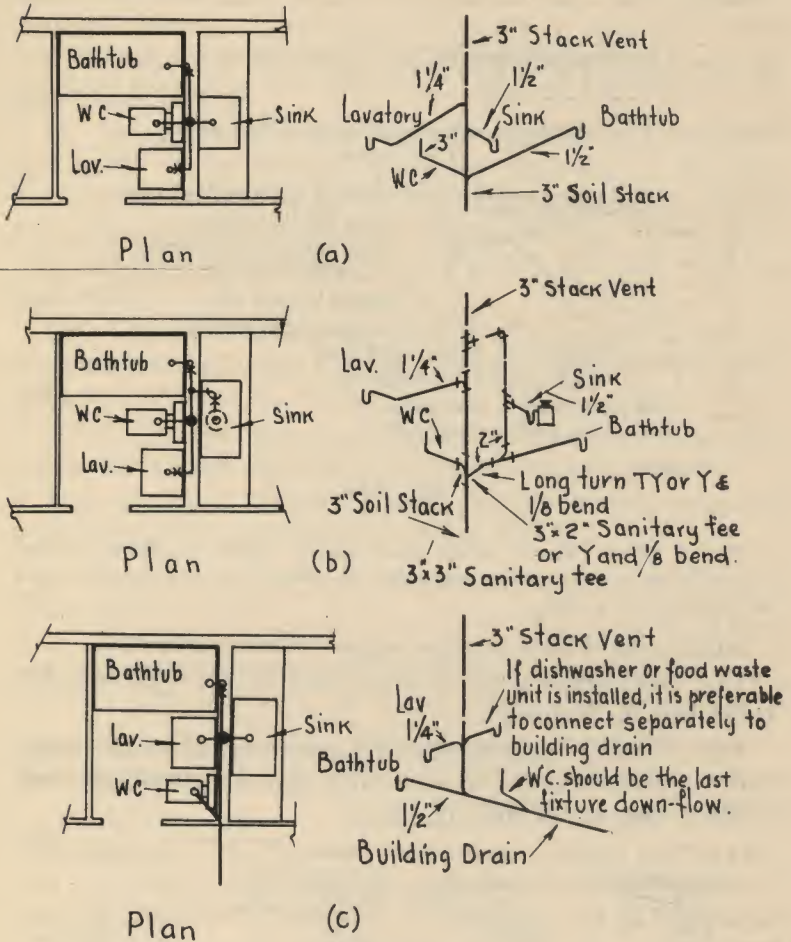 Bathtub
WC
Sink
Lav.
Plan
(a)
3" Stack Vent
1¼"
1½"
Lavatory
Sink
Bathtub
3"
1½"
WC
3" Soil Stack
Bathtub
WC
Sink
Lav.
Plan
(b)
3" Stack Vent
Lav.
1¼"
Sink
1½"
WC
Bathtub
2"
Long turn TY or Y &
⅛ bend
3" Soil Stack
3"x 2" Sanitary tee
or Y and ⅛ bend.
3"x 3" Sanitary tee
Bathtub
Lav.
Sink
WC
Plan
(c)
3" Stack Vent
If dishwasher or food waste
unit is installed, it is preferable
to connect separately to
building drain
Lav
1¼"
Bathtub
WC. should be the last
fixture down-flow.
1½"
Building Drain